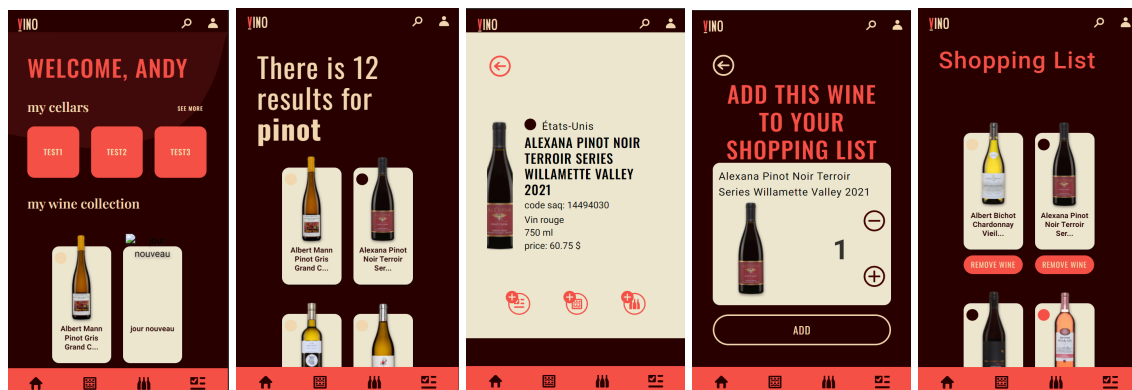 VINO
WELCOME, ANDY
my cellars
SEE MORE
TEST1
TEST2
TEST3
my wine collection
nouveau
Albert Mann
Pinot Gris
Grand C...
jour nouveau
VINO
There is 12
results for
pinot
Albert Mann
Pinot Gris
Grand C...
Alexana Pinot
Noir Terroir
Ser...
VINO
États-Unis
ALEXANA PINOT NOIR
TERROIR SERIES
WILLAMETTE VALLEY
2021
code saq: 14494030
Vin rouge
750 ml
price: 60.75 $
VINO
ADD THIS WINE
TO YOUR
SHOPPING LIST
Alexana Pinot Noir Terroir
Series Willamette Valley 2021
1
ADD
VINO
Shopping List
Albert Bichot
Chardonnay
Vieil...
Alexana Pinot
Noir Terroir
Ser...
REMOVE WINE
REMOVE WINE